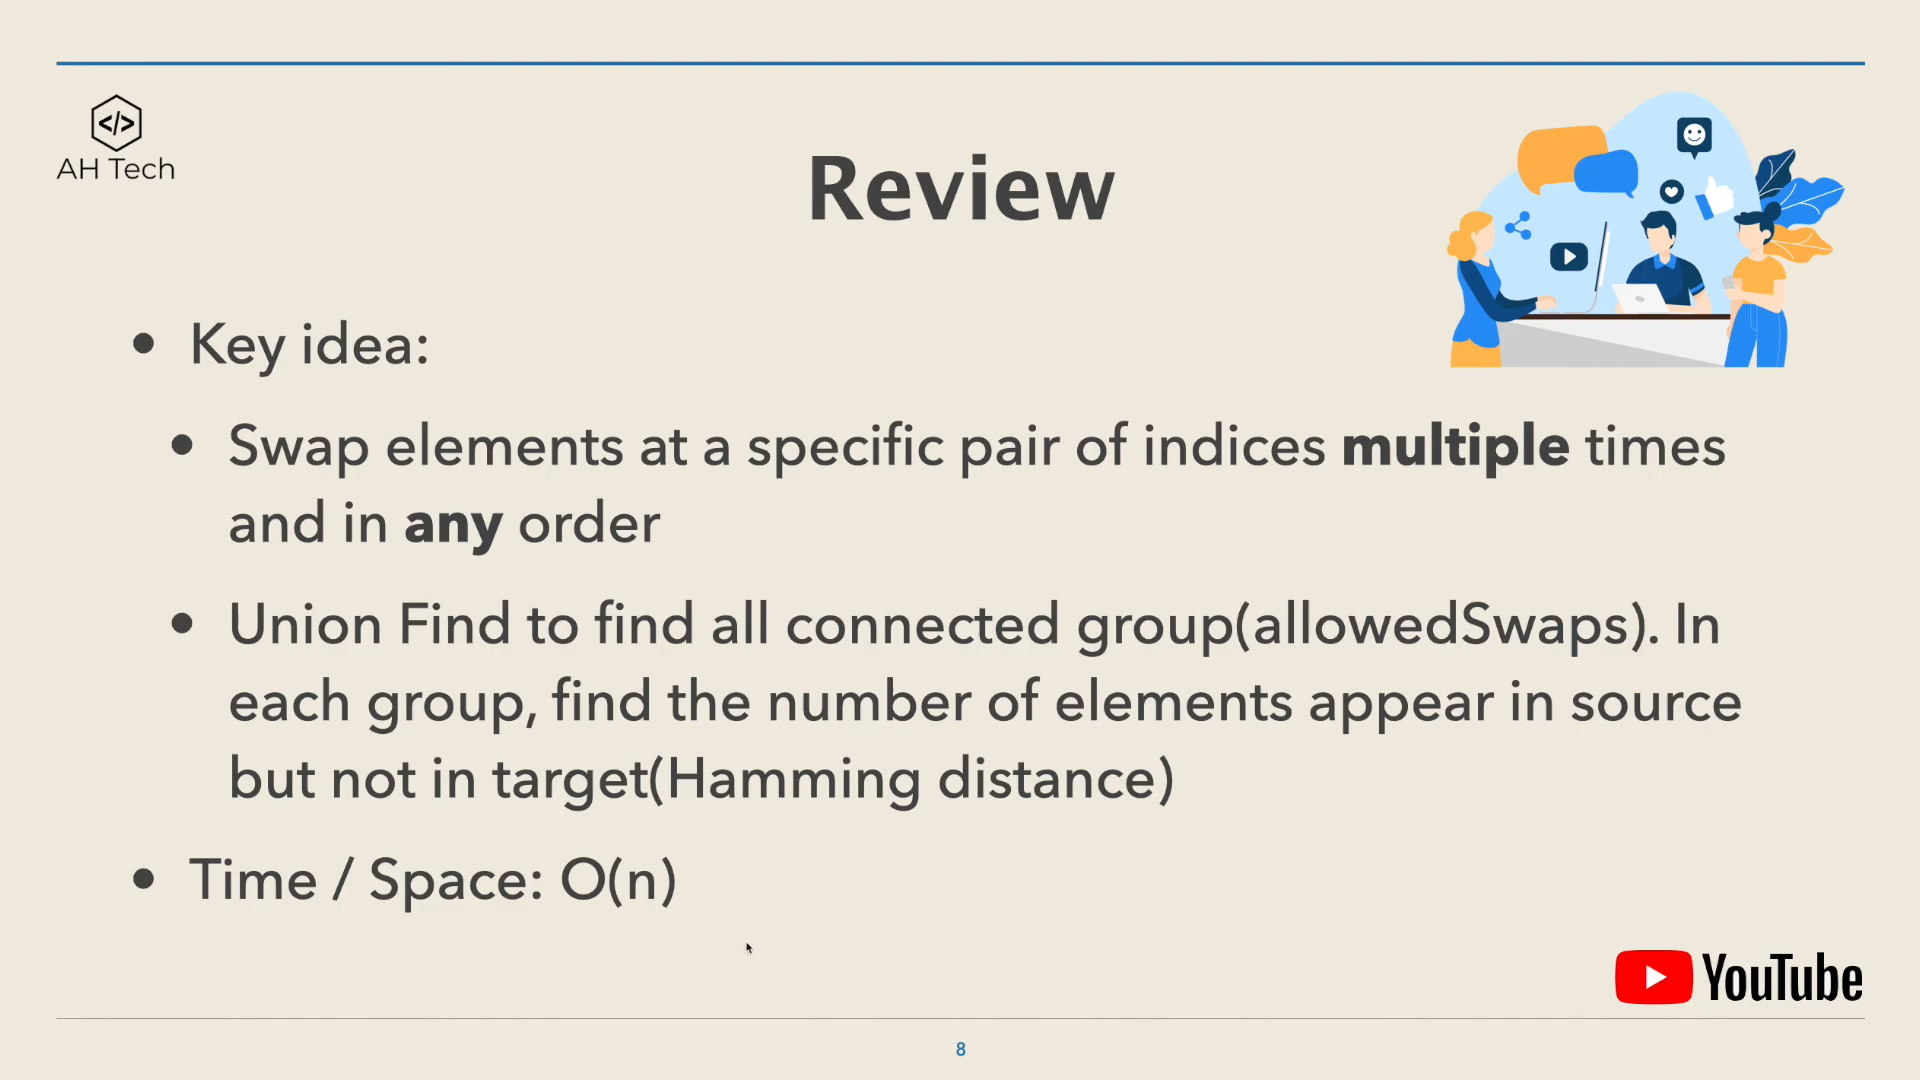 </>
AH Tech
Review
• Key idea:
• Swap elements at a specific pair of indices multiple times
and in any order
• Union Find to find all connected group(allowedSwaps). In
each group, find the number of elements appear in source
but not in target(Hamming distance)
• Time / Space: O(n)
YouTube
8